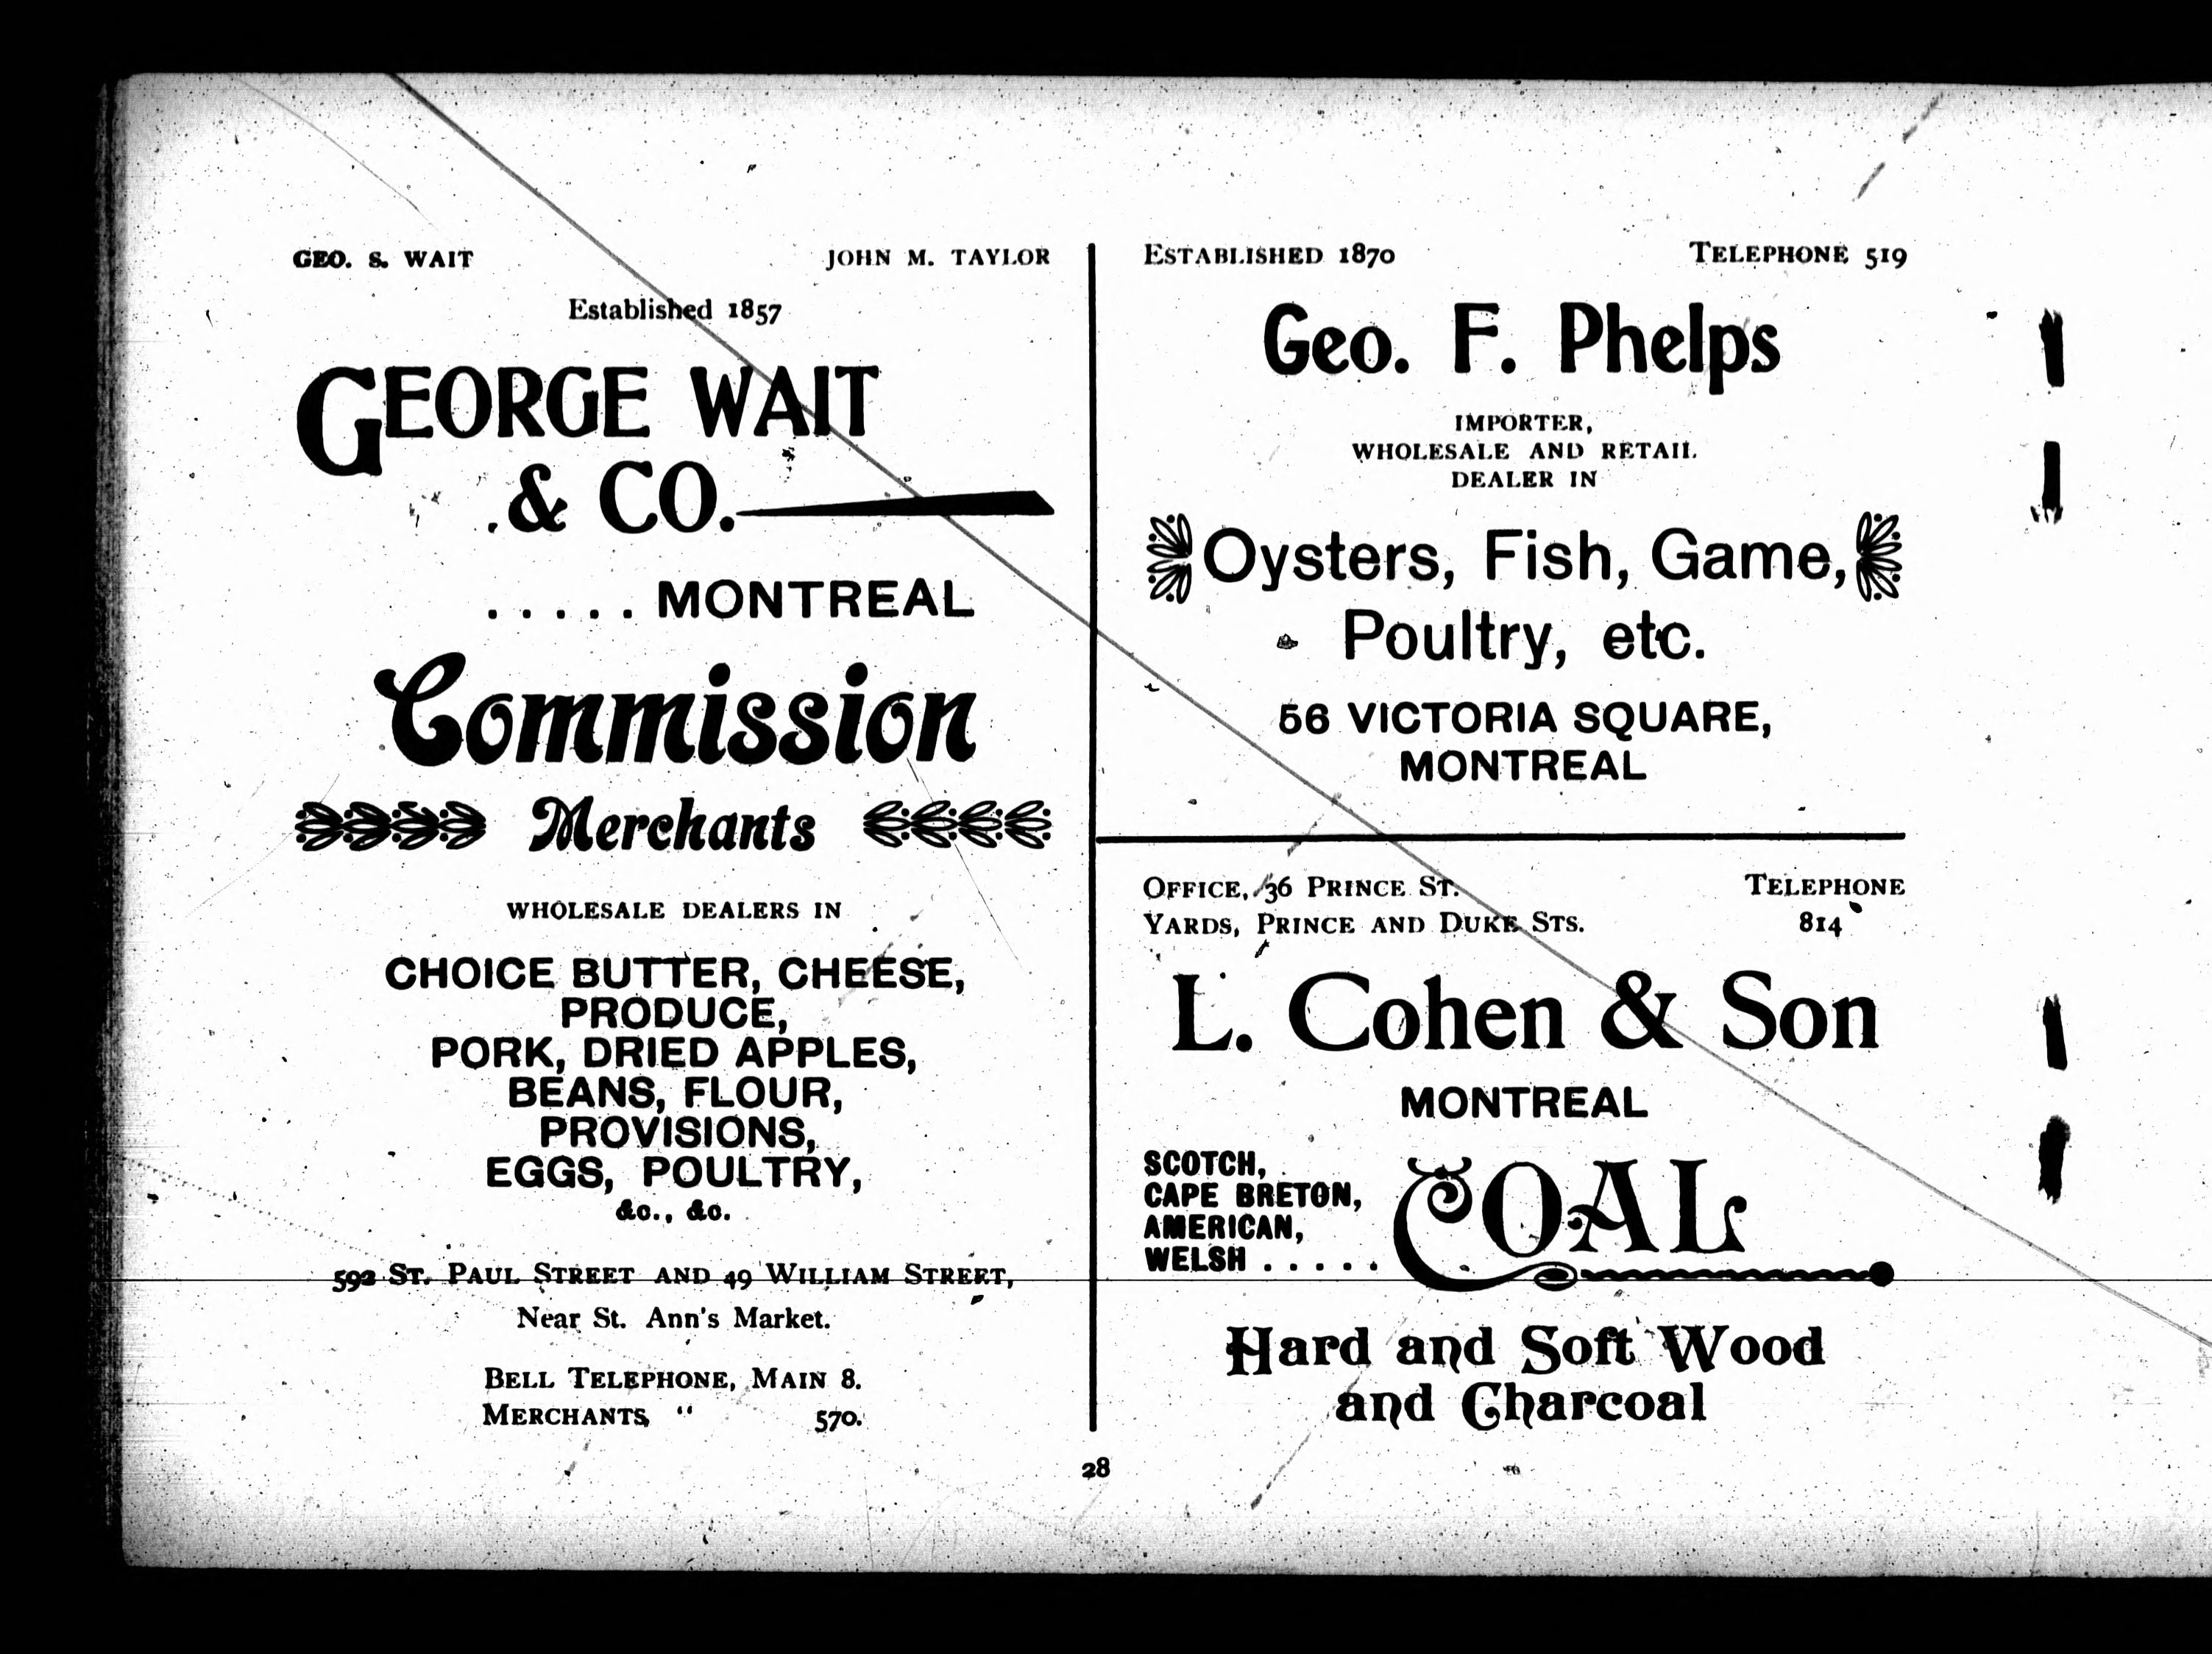 GEO. S. WAIT JOHN M. TAYLOR
Established 1857
GEORGE WAIT
& CO.
. . . . . MONTREAL
Commission
Merchants
WHOLESALE DEALERS IN
CHOICE BUTTER, CHEESE,
PRODUCE,
PORK, DRIED APPLES,
BEANS, FLOUR,
PROVISIONS,
EGGS, POULTRY,
&c., &c.
592 ST. PAUL STREET AND 49 WILLIAM STREET,
Near St. Ann's Market.
BELL TELEPHONE, MAIN 8.
MERCHANTS " 570.
ESTABLISHED 1870 TELEPHONE 519
Geo. F. Phelps
IMPORTER,
WHOLESALE AND RETAIL
DEALER IN
Oysters, Fish, Game,
Poultry, etc.
56 VICTORIA SQUARE,
MONTREAL
OFFICE, 36 PRINCE ST. TELEPHONE
YARDS, PRINCE AND DUKE STS. 814
L. Cohen & Son
MONTREAL
SCOTCH,
CAPE BRETON,
AMERICAN,
WELSH . . . . .
COAL
Hard and Soft Wood
and Charcoal
28